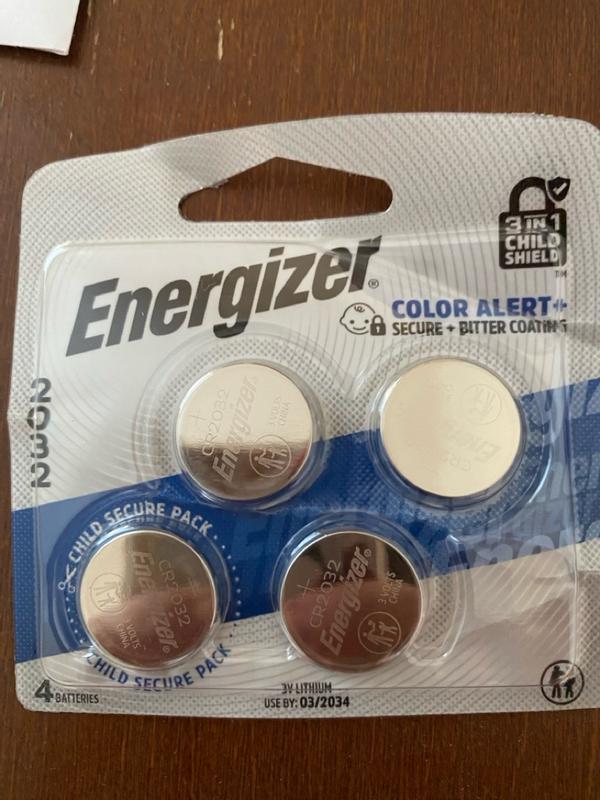 3 IN 1
CHILD
SHIELD™
Energizer®
COLOR ALERT+
SECURE + BITTER COATING
2032
CR2032
Energizer®
3 VOLTS
CHINA
CHILD SECURE PACK
CR2032
Energizer®
VOLTS
CHINA
CR2032
Energizer®
3 VOLTS
CHINA
CHILD SECURE PACK
4 BATTERIES
3V LITHIUM
USE BY: 03/2034